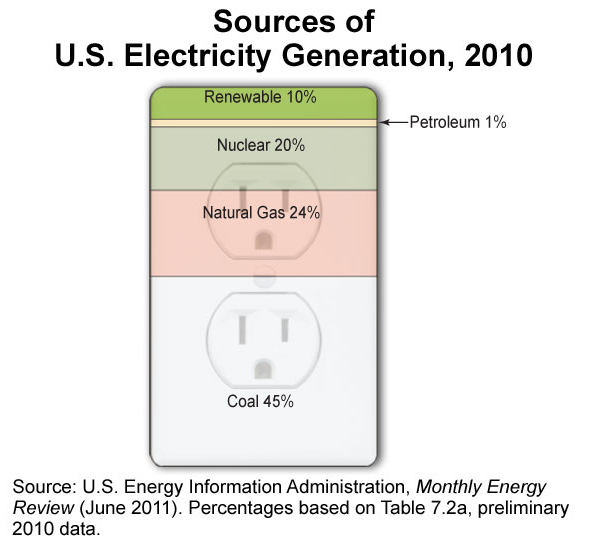 Sources of
U.S. Electricity Generation, 2010
Renewable 10%
Petroleum 1%
Nuclear 20%
Natural Gas 24%
Coal 45%
Source: U.S. Energy Information Administration, Monthly Energy
Review (June 2011). Percentages based on Table 7.2a, preliminary
2010 data.